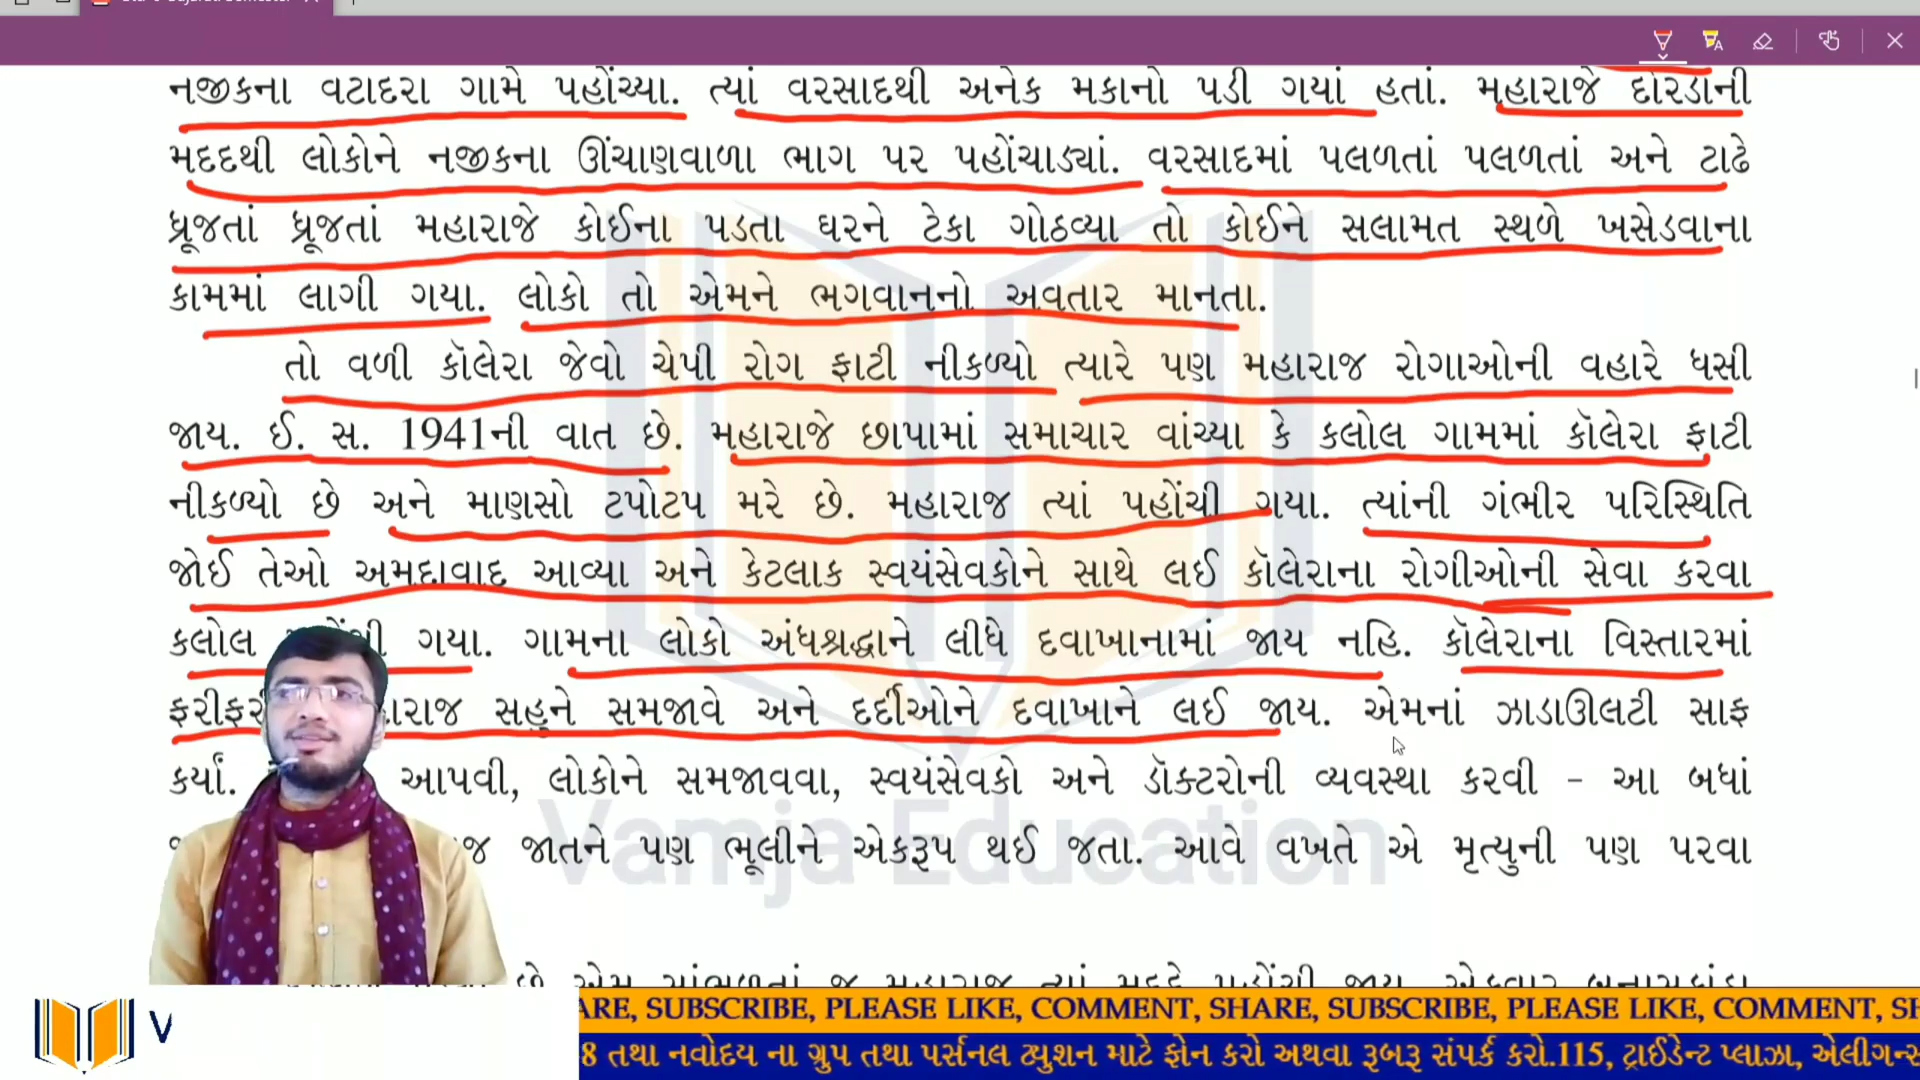 નજીકના વટાદરા ગામે પહોંચ્યા. ત્યાં વરસાદથી અનેક મકાનો પડી ગયાં હતાં. મહારાજે દોરડાની
મદદથી લોકોને નજીકના ઊંચાણવાળા ભાગ પર પહોંચાડ્યાં. વરસાદમાં પલળતાં પલળતાં અને ટાઢે
ધ્રૂજતાં ધ્રૂજતાં મહારાજે કોઈના પડતા ઘરને ટેકા ગોઠવ્યા તો કોઈને સલામત સ્થળે ખસેડવાના
કામમાં લાગી ગયા. લોકો તો એમને ભગવાનનો અવતાર માનતા.
તો વળી કૉલેરા જેવો ચેપી રોગ ફાટી નીકળ્યો ત્યારે પણ મહારાજ રોગાઓની વહારે ધસી
જાય. ઈ. સ. 1941ની વાત છે. મહારાજે છાપામાં સમાચાર વાંચ્યા કે કલોલ ગામમાં કૉલેરા ફાટી
નીકળ્યો છે અને માણસો ટપોટપ મરે છે. મહારાજ ત્યાં પહોંચી ગયા. ત્યાંની ગંભીર પરિસ્થિતિ
જોઈ તેઓ અમદાવાદ આવ્યા અને કેટલાક સ્વયંસેવકોને સાથે લઈ કૉલેરાના રોગીઓની સેવા કરવા
કલોલ ગયા. ગામના લોકો અંધશ્રદ્ધાને લીધે દવાખાનામાં જાય નહિ. કૉલેરાના વિસ્તારમાં
ફરીફરી સહુને સમજાવે અને દર્દીઓને દવાખાને લઈ જાય. એમનાં ઝાડાઊલટી સાફ
કર્યાં. આપવી, લોકોને સમજાવવા, સ્વયંસેવકો અને ડૉક્ટરોની વ્યવસ્થા કરવી – આ બધાં
જાતને પણ ભૂલીને એકરૂપ થઈ જતા. આવે વખતે એ મૃત્યુની પણ પરવા
Vamja Education
V
SUBSCRIBE, PLEASE LIKE, COMMENT, SHARE, SUBSCRIBE, PLEASE LIKE, COMMENT,
8 તથા નવોદય ના ગ્રુપ તથા પર્સનલ ટ્યુશન માટે ફોન કરો અથવા રૂબરૂ સંપર્ક કરો.115, ટ્રાઈડેન્ટ પ્લાઝા,